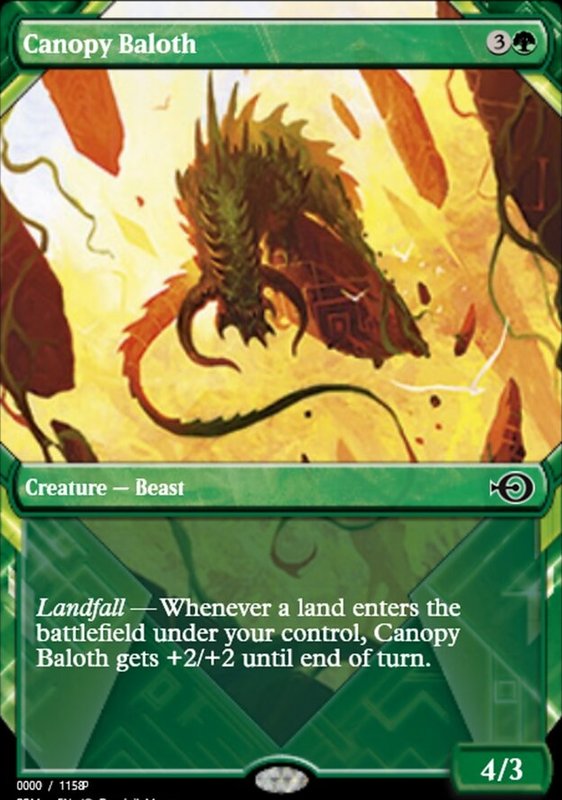 Canopy Baloth 3
Creature — Beast
Landfall — Whenever a land enters the
battlefield under your control, Canopy
Baloth gets +2/+2 until end of turn.
4/3
0000 / 1158P